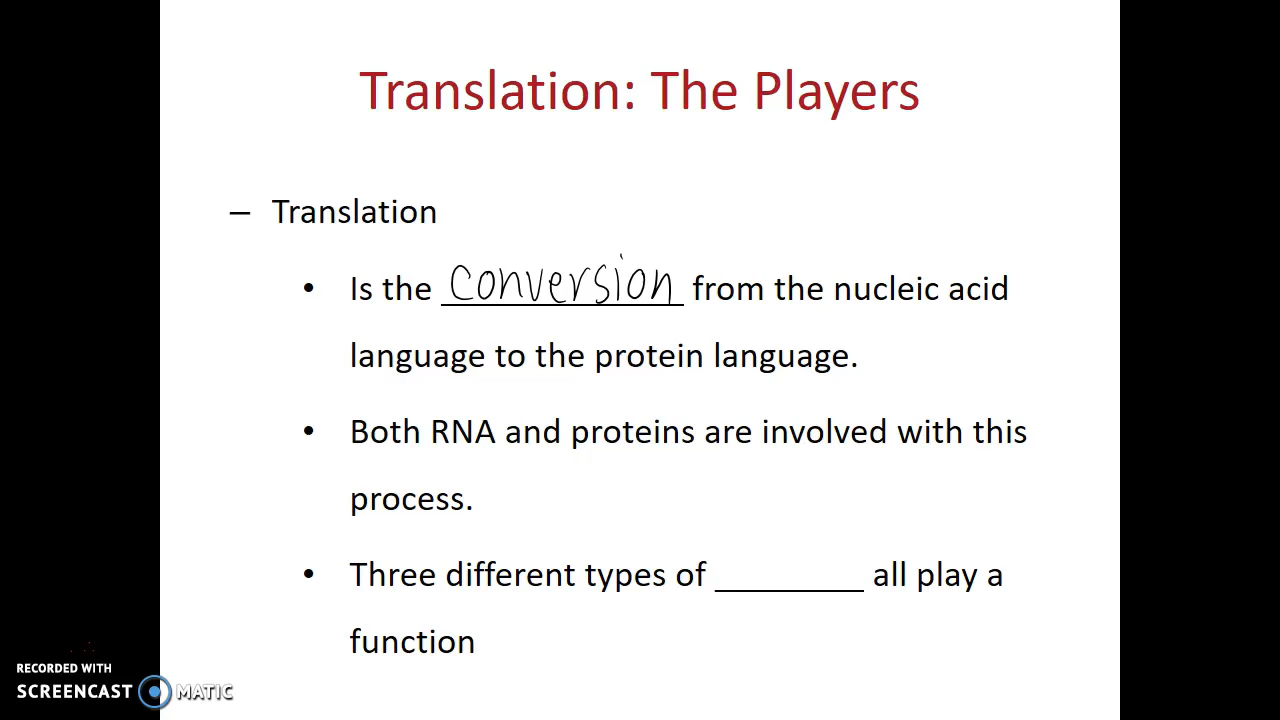 Translation: The Players
– Translation
• Is the conversion from the nucleic acid
language to the protein language.
• Both RNA and proteins are involved with this
process.
• Three different types of ________ all play a
function
RECORDED WITH
SCREENCAST MATIC